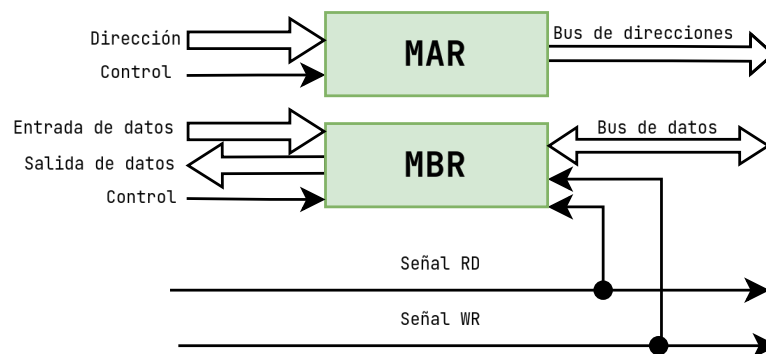 Dirección
MAR
Bus de direcciones
Control
Entrada de datos
MBR
Bus de datos
Salida de datos
Control
Señal RD
Señal WR